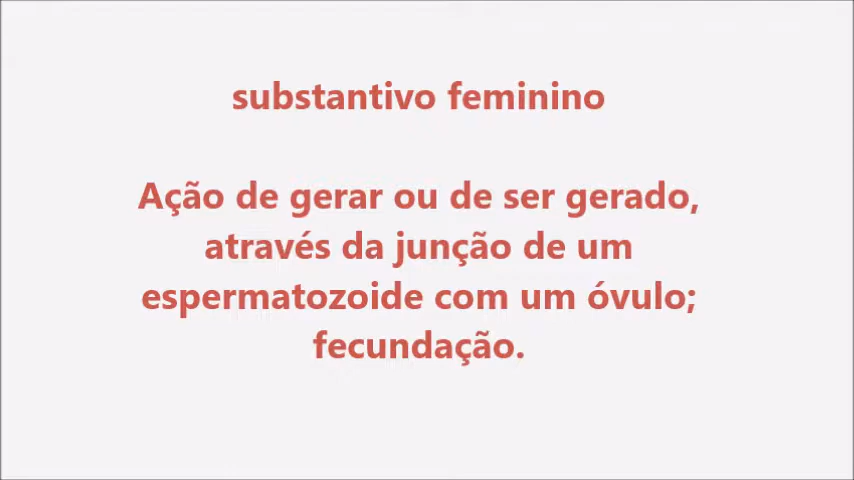 substantivo feminino
Ação de gerar ou de ser gerado,
através da junção de um
espermatozoide com um óvulo;
fecundação.